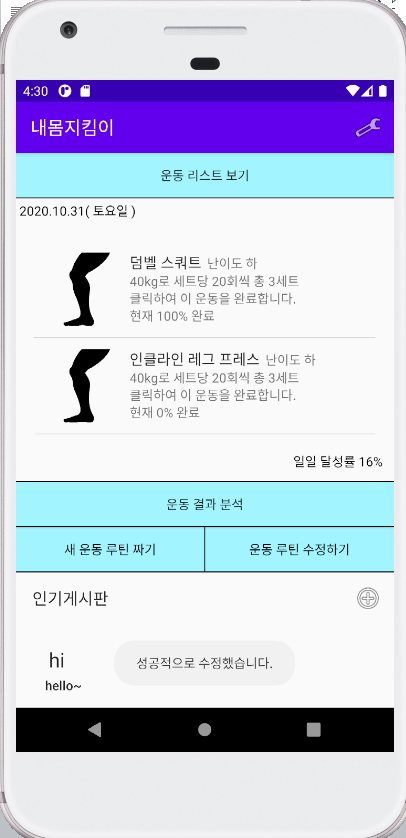 4:30
내몸지킴이
운동 리스트 보기
2020.10.31( 토요일 )
덤벨 스쿼트 난이도 하
40kg로 세트당 20회씩 총 3세트
클릭하여 이 운동을 완료합니다.
현재 100% 완료
인클라인 레그 프레스 난이도 하
40kg로 세트당 20회씩 총 3세트
클릭하여 이 운동을 완료합니다.
현재 0% 완료
일일 달성률 16%
운동 결과 분석
새 운동 루틴 짜기
운동 루틴 수정하기
인기게시판
hi
hello~
성공적으로 수정했습니다.